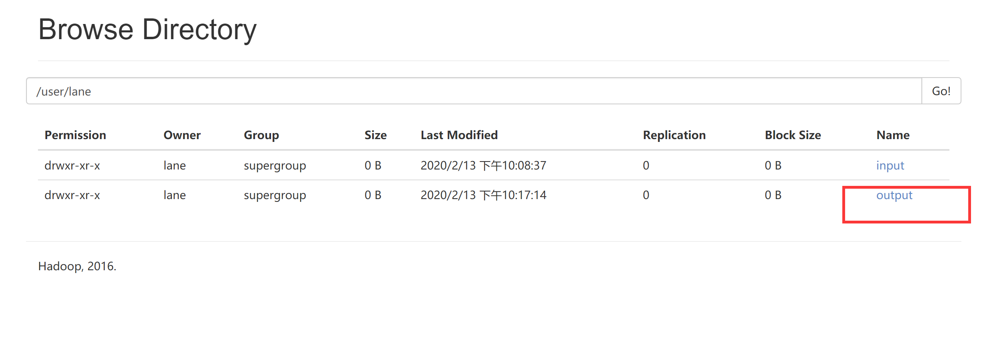 Browse Directory
/user/lane Go!
Permission Owner Group Size Last Modified Replication Block Size Name
drwxr-xr-x lane supergroup 0 B 2020/2/13 下午10:08:37 0 0 B input
drwxr-xr-x lane supergroup 0 B 2020/2/13 下午10:17:14 0 0 B output
Hadoop, 2016.